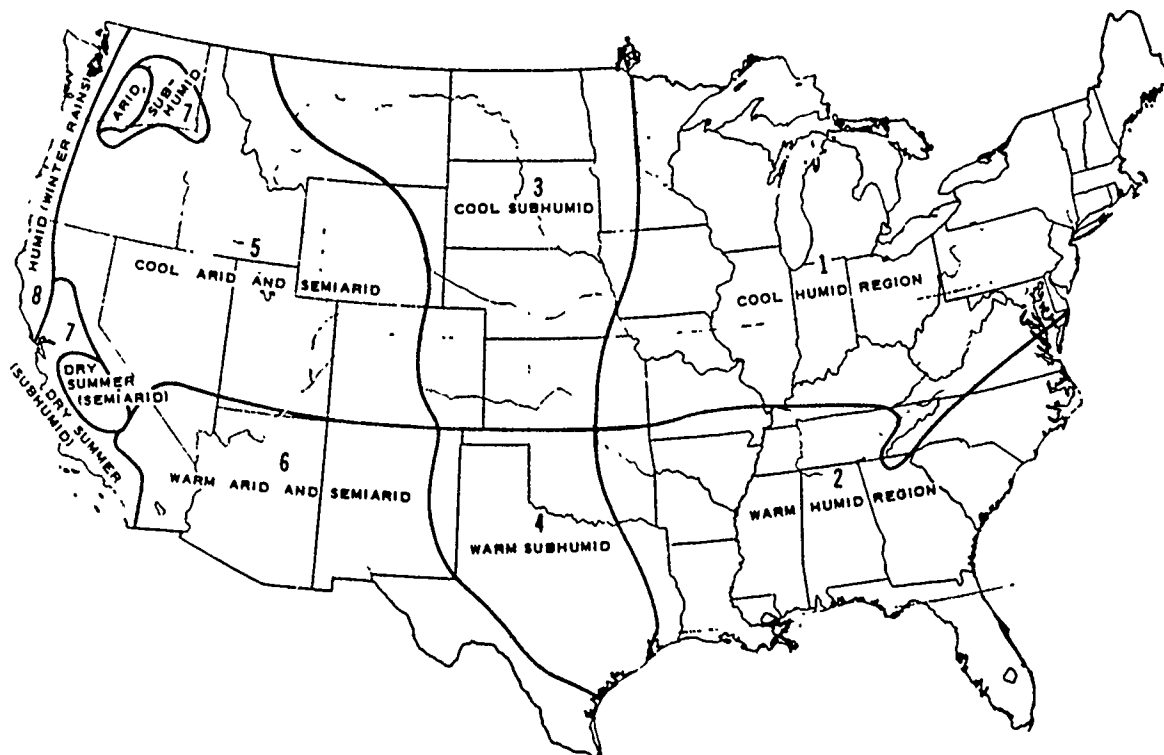 HUMID (WINTER RAINS)
ARID
SUB-
HUMID
7
3
COOL SUBHUMID
5
COOL ARID AND SEMIARID
1
COOL HUMID REGION
8
7
DRY
SUMMER
(SEMIARID)
(DRY SUMMER
(SUBHUMID)
6
WARM ARID AND SEMIARID
2
WARM HUMID REGION
4
WARM SUBHUMID